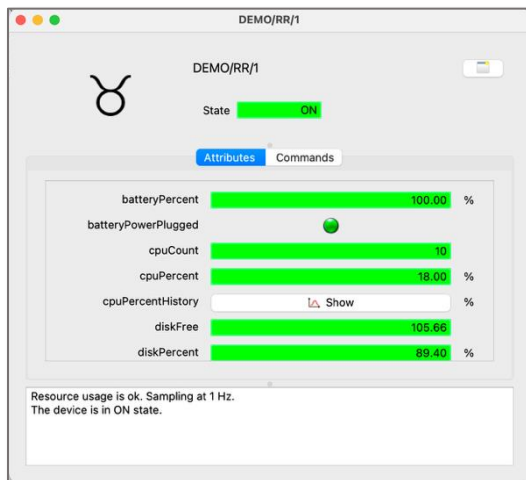 DEMO/RR/1
DEMO/RR/1
State ON
Attributes Commands
batteryPercent 100.00 %
batteryPowerPlugged
cpuCount 10
cpuPercent 18.00 %
cpuPercentHistory Show %
diskFree 105.66
diskPercent 89.40 %
Resource usage is ok. Sampling at 1 Hz.
The device is in ON state.